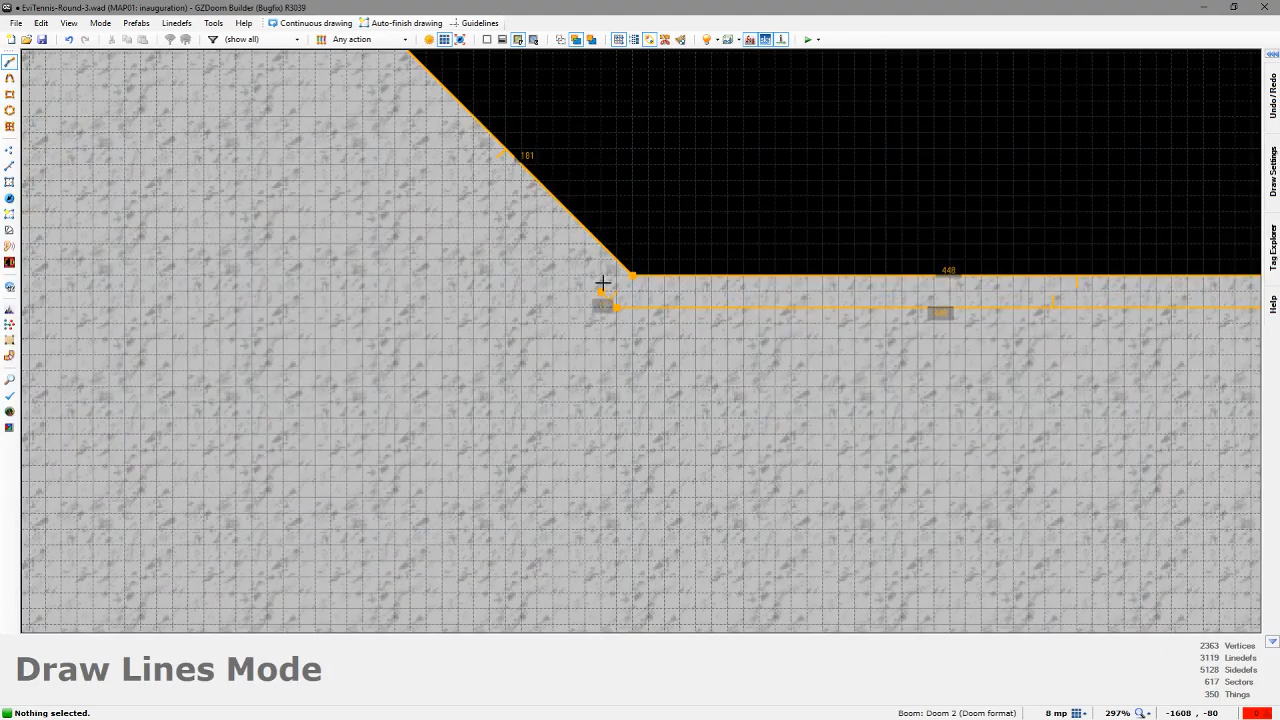 • EviTennis-Round-3.wad (MAP01: inauguration) - GZDoom Builder (Bugfix) R3039
File Edit View Mode Prefabs Linedefs Tools Help Continuous drawing Auto-finish drawing Guidelines
(show all) Any action
181
448
Undo / Redo
Draw Settings
Tag Explorer
Help
Draw Lines Mode
2363 Vertices
3119 Linedefs
5128 Sidedefs
617 Sectors
350 Things
Nothing selected. Boom: Doom 2 (Doom format) 8 mp 297% -1608 , -80 0